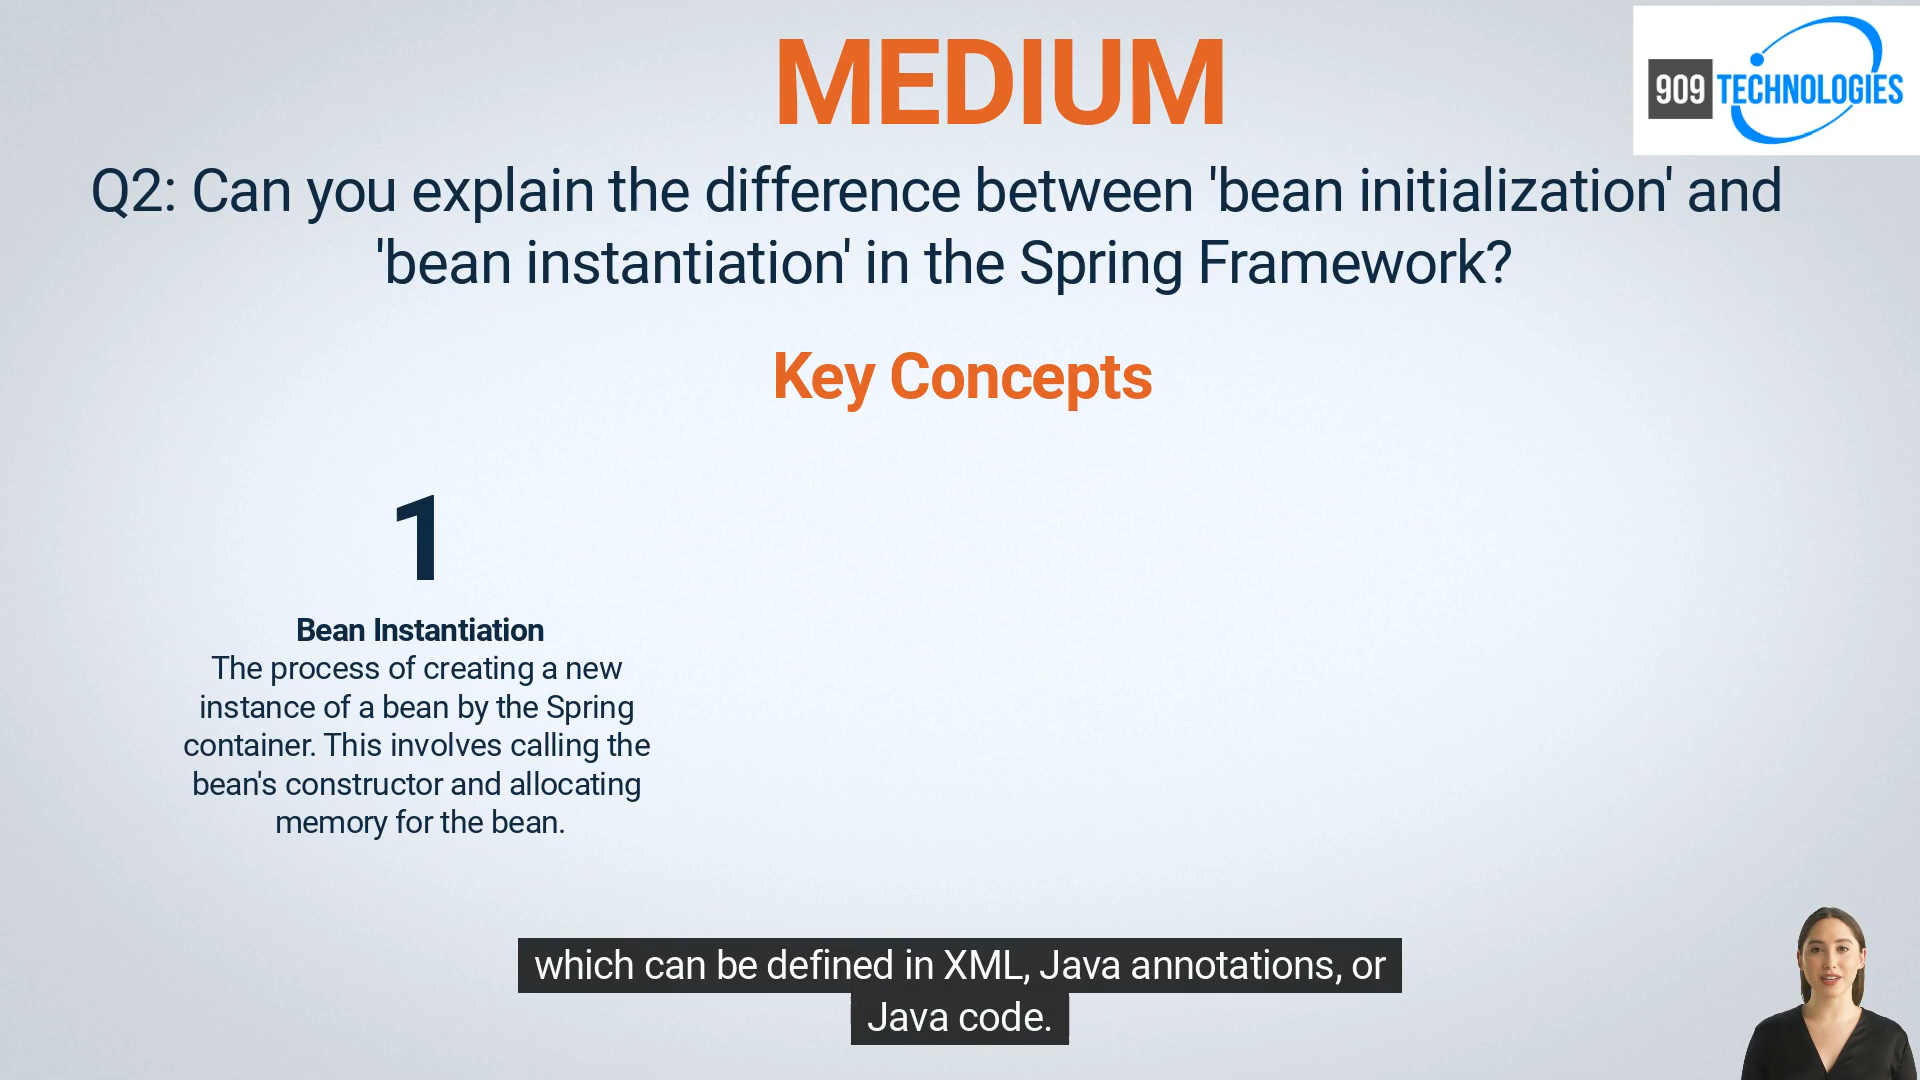 MEDIUM
909 TECHNOLOGIES
Q2: Can you explain the difference between 'bean initialization' and
'bean instantiation' in the Spring Framework?
Key Concepts
1
Bean Instantiation
The process of creating a new
instance of a bean by the Spring
container. This involves calling the
bean's constructor and allocating
memory for the bean.
which can be defined in XML, Java annotations, or
Java code.